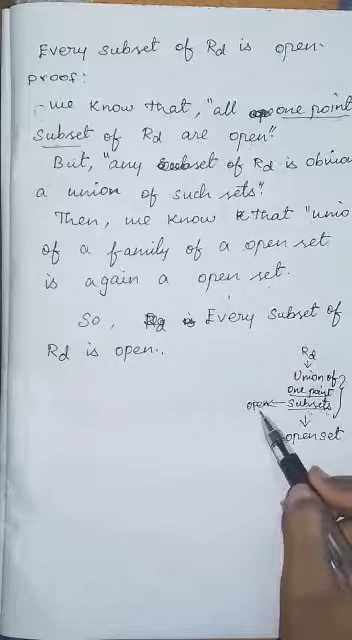 Every subset of Rd is open.
proof:
- we know that, "all one point
Subset of Rd are open".
But, "any subset of Rd is obviou
a union of such sets".
Then, we know that "unio
of a family of a open set
is again a open set.
So, Every Subset of
Rd is open.
Rd
↓
Union of
one point
open ← Subsets
↓
open set